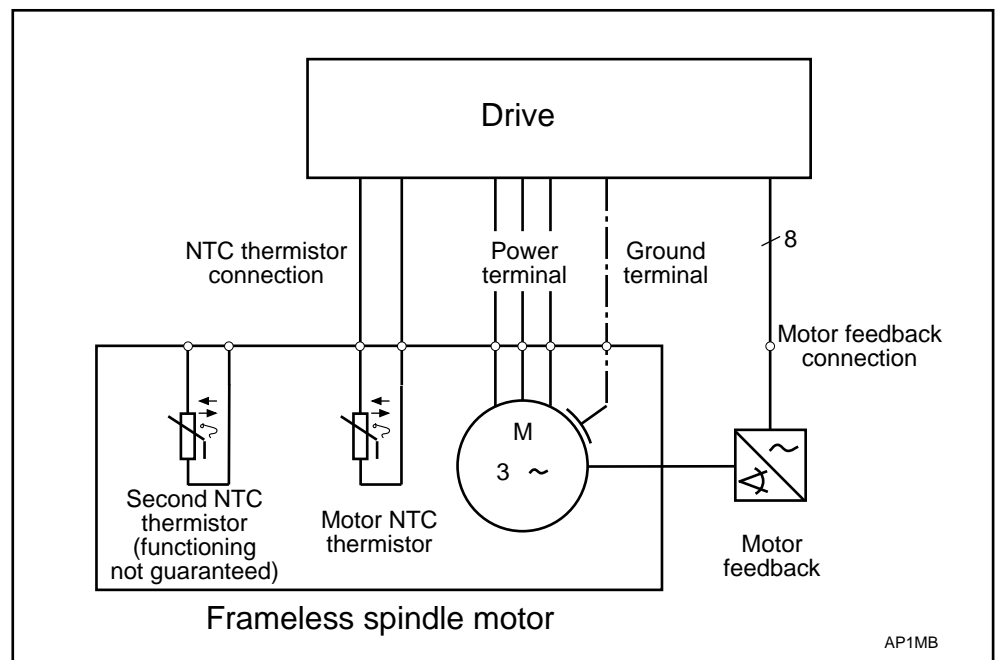 Drive
NTC thermistor
connection
Power
terminal
Ground
terminal
8
Motor feedback
connection
M
3 ~
Second NTC
thermistor
(functioning
not guaranteed)
Motor NTC
thermistor
Motor
feedback
Frameless spindle motor
AP1MB